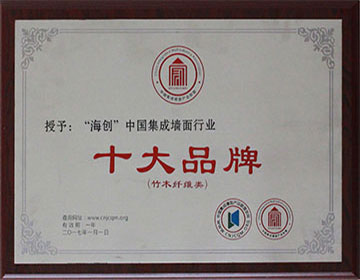 授予：“海创”中国集成墙面行业
十大品牌
（竹木纤维类）
查询网址：www.cnjcqm.org
有效期 一年
二〇一七年一月一日